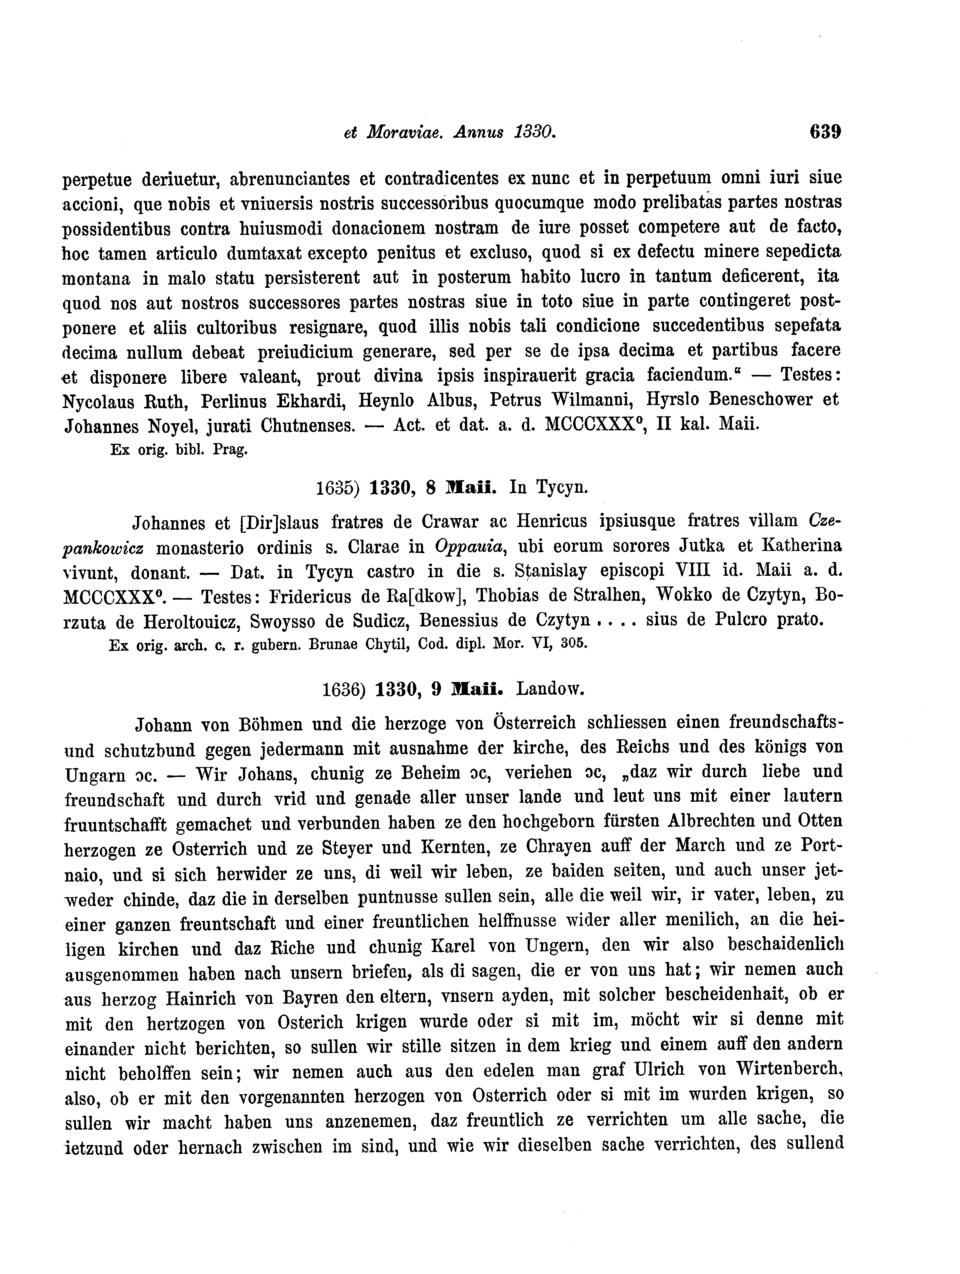 et Moraviae. Annus 1330. 639
perpetue deriuetur, abrenunciantes et contradicentes ex nunc et in perpetuum omni iuri siue
accioni, que nobis et vniuersis nostris successoribus quocumque modo prelibatas partes nostras
possidentibus contra huiusmodi donacionem nostram de iure posset competere aut de facto,
hoc tamen articulo dumtaxat excepto penitus et excluso, quod si ex defectu minere sepedicta
montana in malo statu persisterent aut in posterum habito lucro in tantum deficerent, ita
quod nos aut nostros successores partes nostras siue in toto siue in parte contingeret post-
ponere et aliis cultoribus resignare, quod illis nobis tali condicione succedentibus sepefata
decima nullum debeat preiudicium generare, sed per se de ipsa decima et partibus facere
et disponere libere valeant, prout divina ipsis inspirauerit gracia faciendum.“ — Testes:
Nycolaus Ruth, Perlinus Ekhardi, Heynlo Albus, Petrus Wilmanni, Hyrslo Beneschower et
Johannes Noyel, jurati Chutnenses. — Act. et dat. a. d. MCCCXXX⁰, II kal. Maii.
Ex orig. bibl. Prag.
1635) 1330, 8 Maii. In Tycyn.
Johannes et [Dir]slaus fratres de Crawar ac Henricus ipsiusque fratres villam Cze-
pankowicz monasterio ordinis s. Clarae in Oppauia, ubi eorum sorores Jutka et Katherina
vivunt, donant. — Dat. in Tycyn castro in die s. Stanislay episcopi VIII id. Maii a. d.
MCCCXXX⁰. — Testes: Fridericus de Ra[dkow], Thobias de Stralhen, Wokko de Czytyn, Bo-
rzuta de Heroltouicz, Swoysso de Sudicz, Benessius de Czytyn . . . . sius de Pulcro prato.
Ex orig. arch. c. r. gubern. Brunae Chytil, Cod. dipl. Mor. VI, 305.
1636) 1330, 9 Maii. Landow.
Johann von Böhmen und die herzoge von Österreich schliessen einen freundschafts-
und schutzbund gegen jedermann mit ausnahme der kirche, des Reichs und des königs von
Ungarn ɔc. — Wir Johans, chunig ze Beheim ɔc, veriehen ɔc, „daz wir durch liebe und
freundschaft und durch vrid und genade aller unser lande und leut uns mit einer lautern
fruuntschafft gemachet und verbunden haben ze den hochgeborn fürsten Albrechten und Otten
herzogen ze Osterrich und ze Steyer und Kernten, ze Chrayen auff der March und ze Port-
naio, und si sich herwider ze uns, di weil wir leben, ze baiden seiten, und auch unser jet-
weder chinde, daz die in derselben puntnusse sullen sein, alle die weil wir, ir vater, leben, zu
einer ganzen freuntschaft und einer freuntlichen helffnusse wider aller menilich, an die hei-
ligen kirchen und daz Riche und chunig Karel von Ungern, den wir also beschaidenlich
ausgenommen haben nach unsern briefen, als di sagen, die er von uns hat; wir nemen auch
aus herzog Hainrich von Bayren den eltern, vnsern ayden, mit solcher bescheidenhait, ob er
mit den hertzogen von Osterich krigen wurde oder si mit im, möcht wir si denne mit
einander nicht berichten, so sullen wir stille sitzen in dem krieg und einem auff den andern
nicht beholffen sein; wir nemen auch aus den edelen man graf Ulrich von Wirtenberch,
also, ob er mit den vorgenannten herzogen von Osterrich oder si mit im wurden krigen, so
sullen wir macht haben uns anzenemen, daz freuntlich ze verrichten um alle sache, die
ietzund oder hernach zwischen im sind, und wie wir dieselben sache verrichten, des sullend